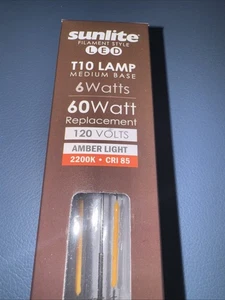 sunlite
FILAMENT STYLE
LED
T10 LAMP
MEDIUM BASE
6Watts
60Watt
Replacement
120 VOLTS
AMBER LIGHT
2200K • CRI 85